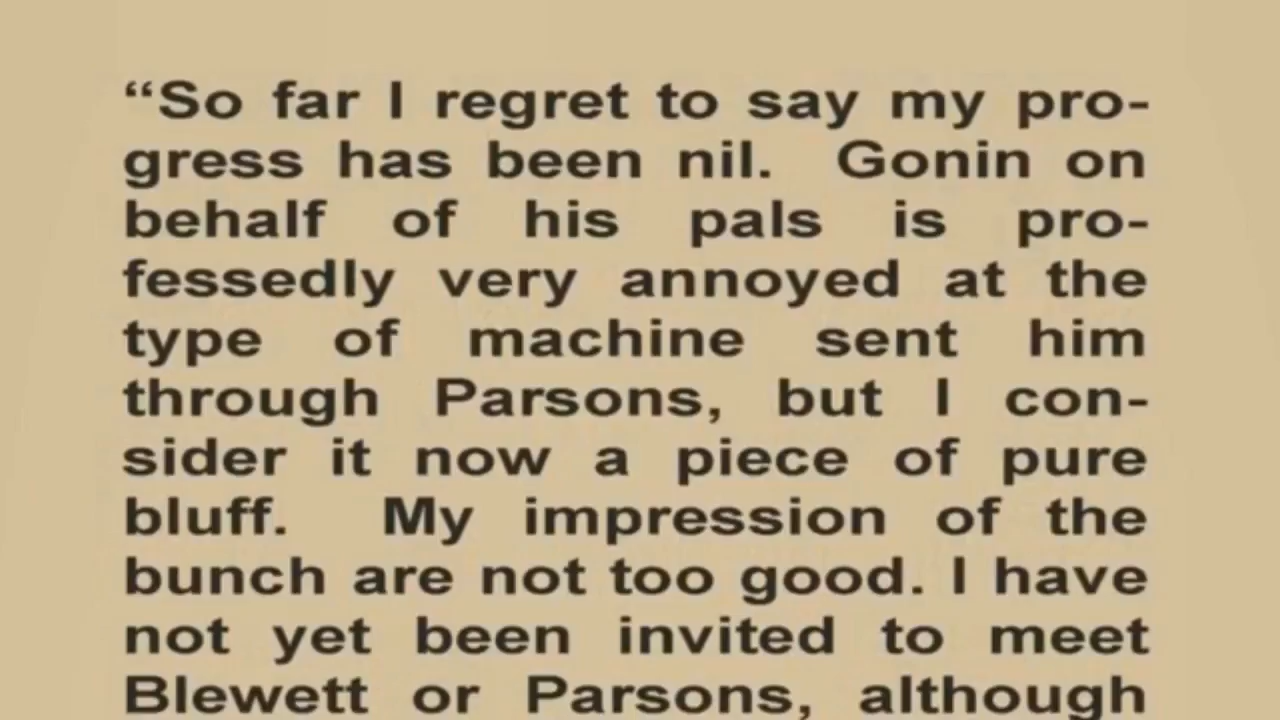 “So far I regret to say my pro-
gress has been nil. Gonin on
behalf of his pals is pro-
fessedly very annoyed at the
type of machine sent him
through Parsons, but I con-
sider it now a piece of pure
bluff. My impression of the
bunch are not too good. I have
not yet been invited to meet
Blewett or Parsons, although